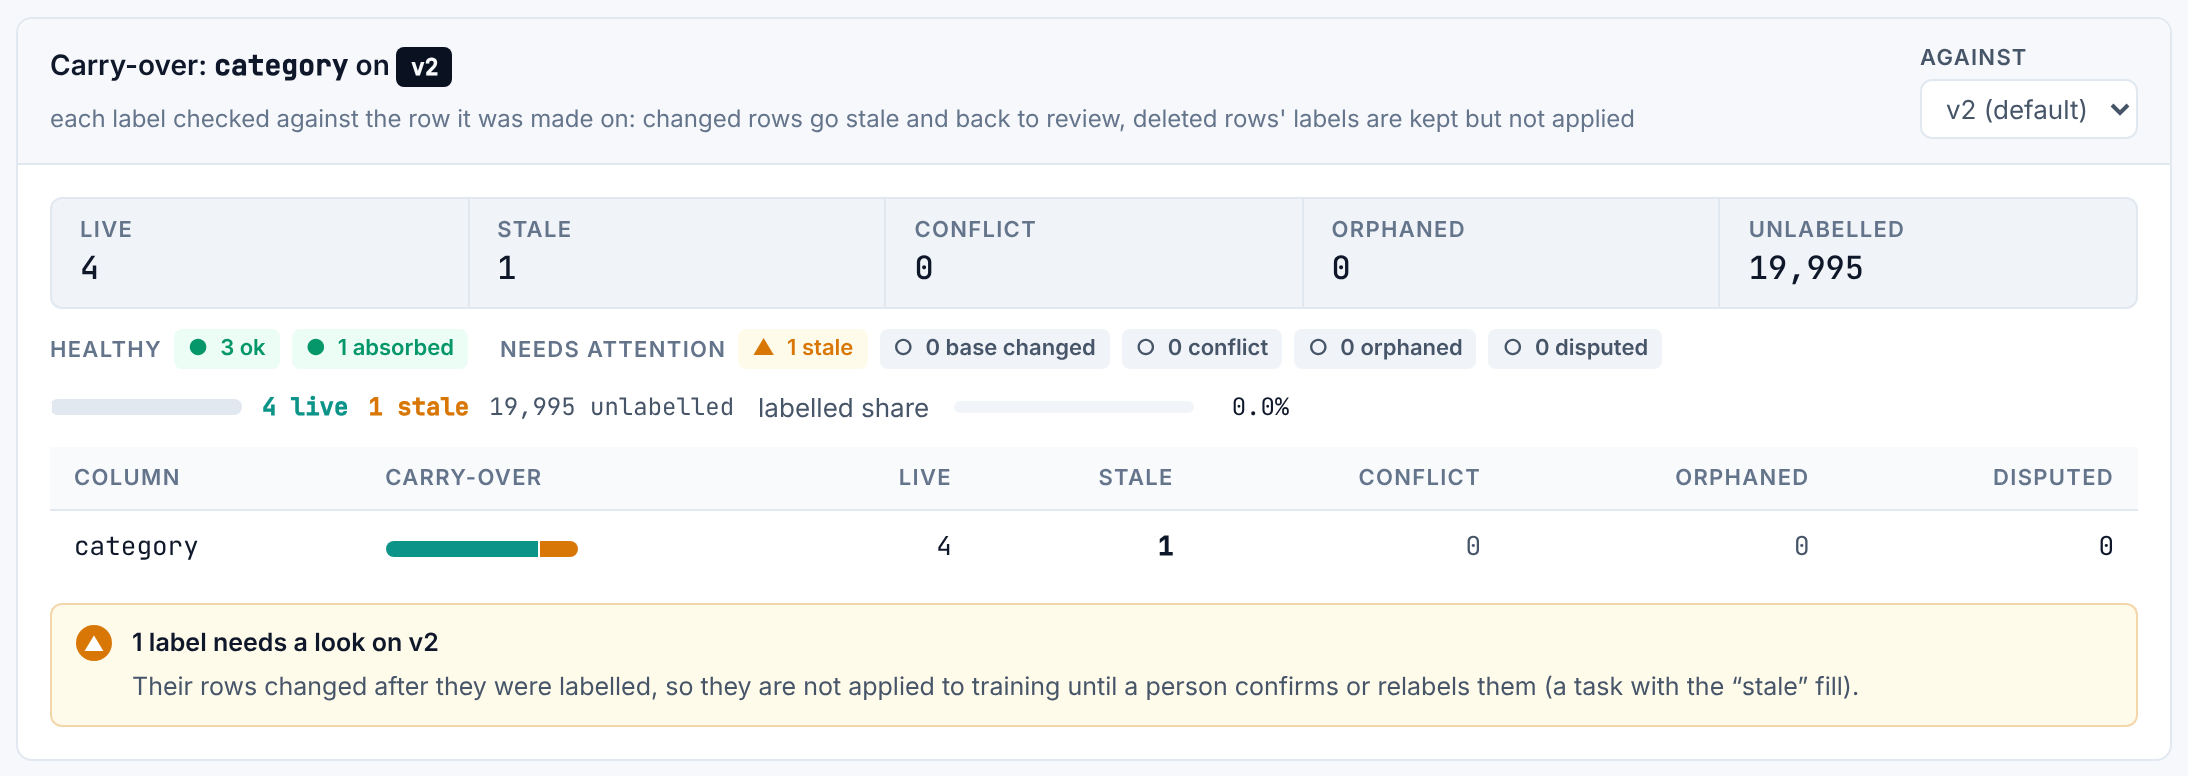 Carry-over: category on v2
AGAINST
v2 (default)
each label checked against the row it was made on: changed rows go stale and back to review, deleted rows' labels are kept but not applied
LIVE STALE CONFLICT ORPHANED UNLABELLED
4 1 0 0 19,995
HEALTHY 3 ok 1 absorbed NEEDS ATTENTION 1 stale 0 base changed 0 conflict 0 orphaned 0 disputed
4 live 1 stale 19,995 unlabelled labelled share 0.0%
COLUMN CARRY-OVER LIVE STALE CONFLICT ORPHANED DISPUTED
category 4 1 0 0 0
1 label needs a look on v2
Their rows changed after they were labelled, so they are not applied to training until a person confirms or relabels them (a task with the “stale” fill).